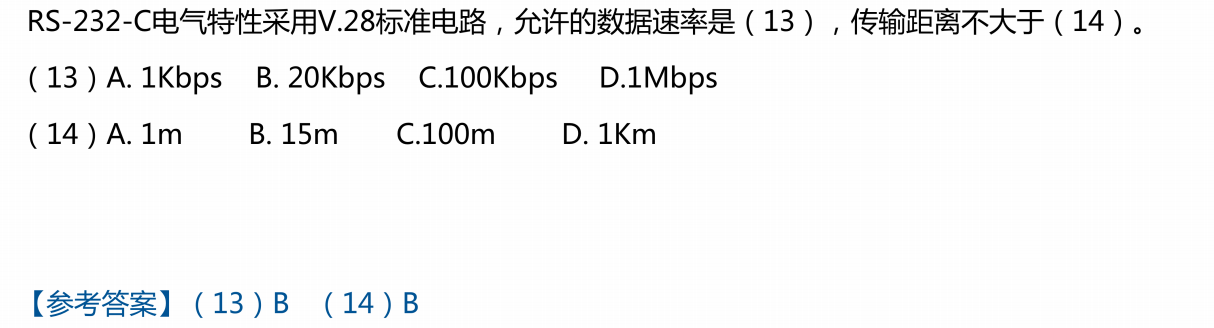 RS-232-C电气特性采用V.28标准电路，允许的数据速率是（13），传输距离不大于（14）。
（13）A. 1Kbps B. 20Kbps C.100Kbps D.1Mbps
（14）A. 1m B. 15m C.100m D. 1Km
【参考答案】（13）B （14）B